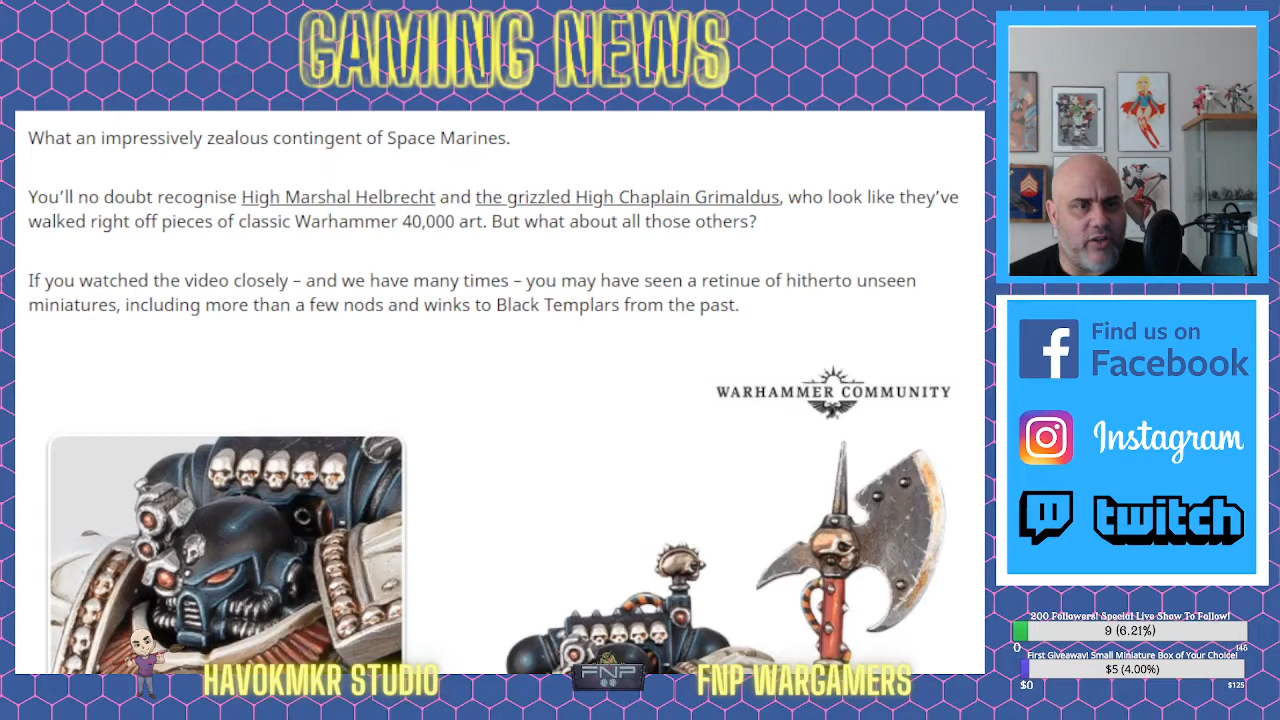 GAMING NEWS
What an impressively zealous contingent of Space Marines.
You’ll no doubt recognise High Marshal Helbrecht and the grizzled High Chaplain Grimaldus, who look like they’ve
walked right off pieces of classic Warhammer 40,000 art. But what about all those others?
If you watched the video closely – and we have many times – you may have seen a retinue of hitherto unseen
miniatures, including more than a few nods and winks to Black Templars from the past.
WARHAMMER COMMUNITY
HAVOKMKR STUDIO
FNP
FNP WARGAMERS
Find us on
Facebook
Instagram
twitch
200 Followers! Special Live Show To Follow!
9 (6.21%)
0
145
First Giveaway! Small Miniature Box of Your Choice!
$5 (4.00%)
$0
$125